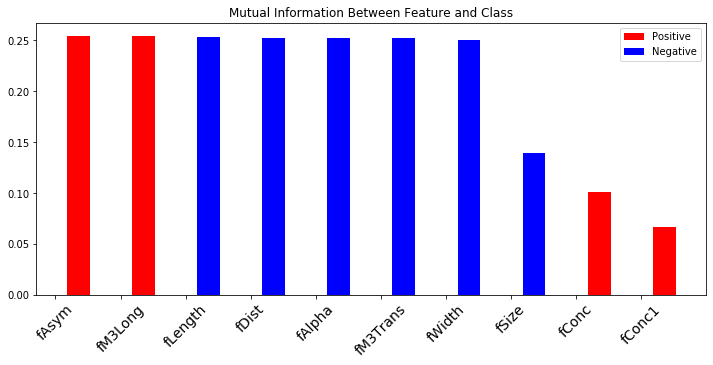 Mutual Information Between Feature and Class
Positive
Negative
0.25
0.20
0.15
0.10
0.05
0.00
fAsym
fM3Long
fLength
fDist
fAlpha
fM3Trans
fWidth
fSize
fConc
fConc1